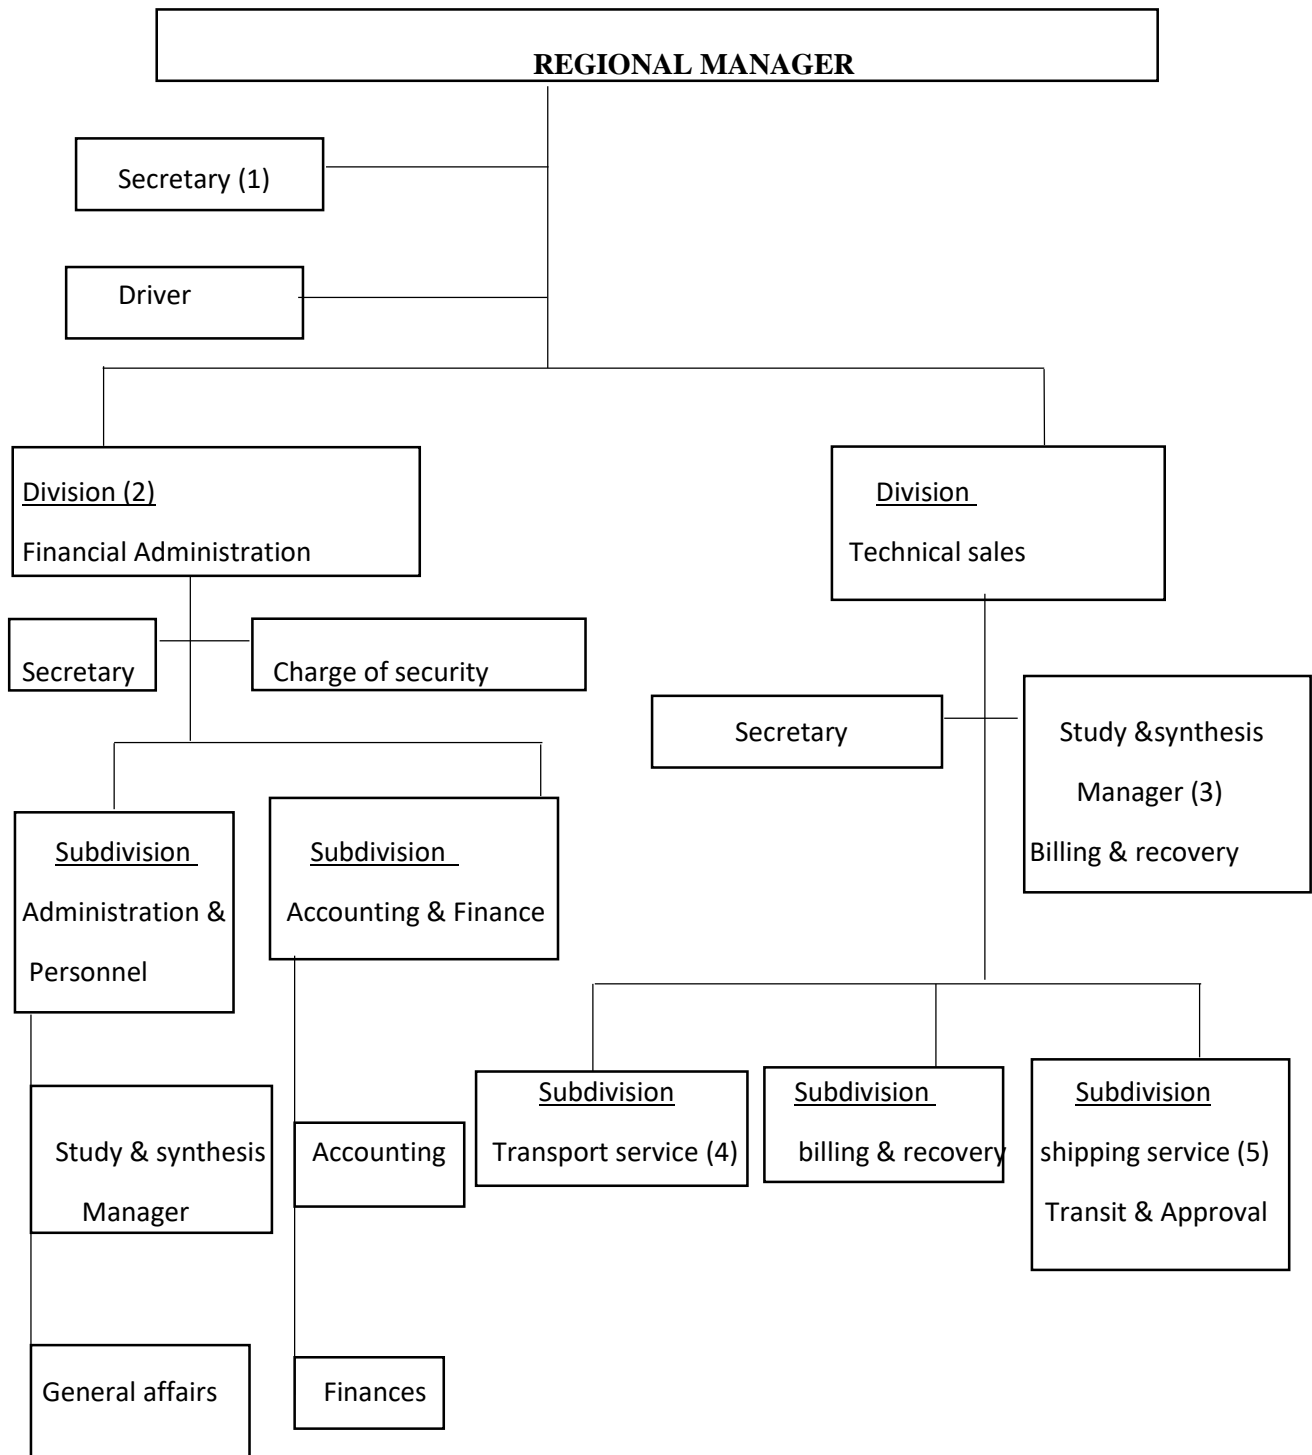 REGIONAL MANAGER
Secretary (1)
Driver
Division (2)
Financial Administration
Division
Technical sales
Secretary
Charge of security
Secretary
Study &synthesis
Manager (3)
Billing & recovery
Subdivision
Administration &
Personnel
Subdivision
Accounting & Finance
Subdivision
Transport service (4)
Subdivision
billing & recovery
Subdivision
shipping service (5)
Transit & Approval
Study & synthesis
Manager
Accounting
General affairs
Finances